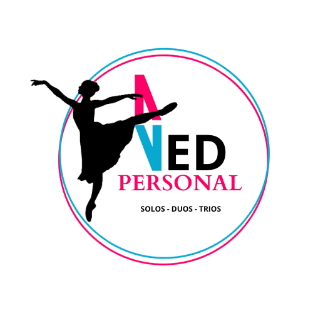 NED
PERSONAL
SOLOS - DUOS - TRIOS